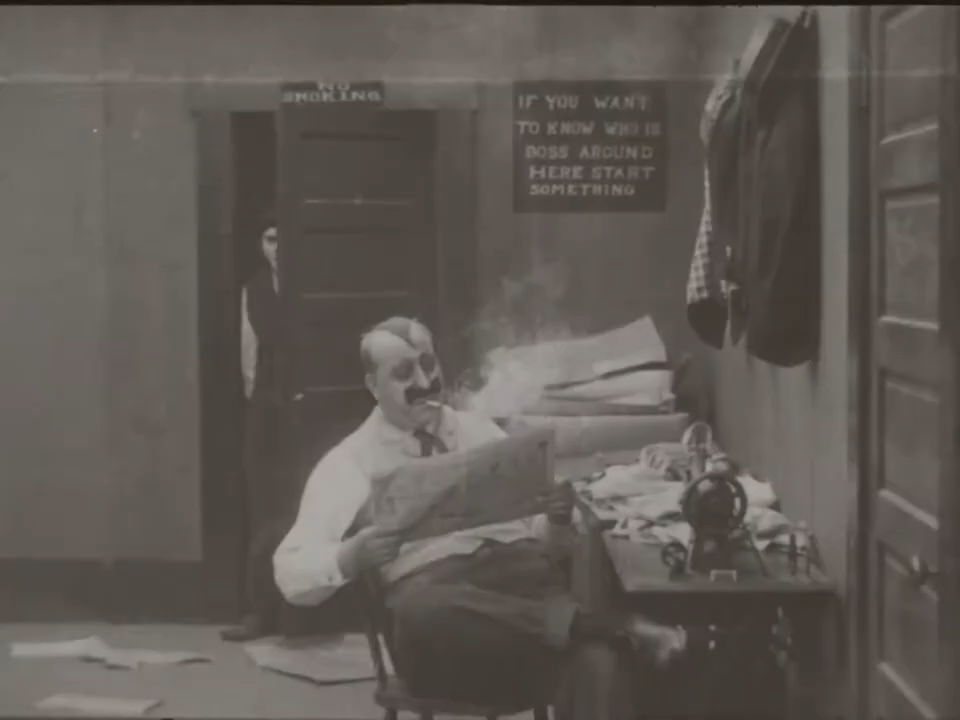 NO
SMOKING
IF YOU WANT
TO KNOW WHO IS
BOSS AROUND
HERE START
SOMETHING